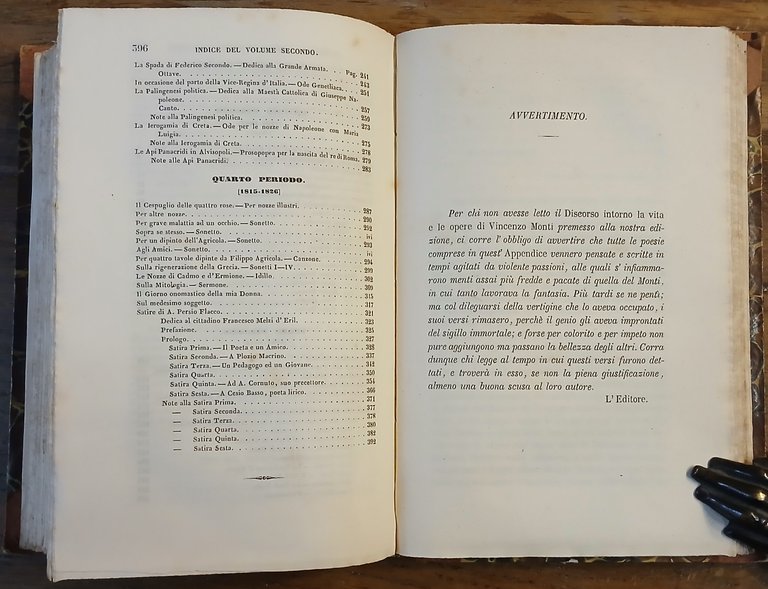 396 INDICE DEL VOLUME SECONDO.
La Spada di Federico Secondo. — Dedica alla Grande Armata. . . Pag. 241
Ottave. 243
In occasione del parto della Vice-Regina d'Italia. — Ode Genetliaca. . . 251
La Palingenesi politica. — Dedica alla Maestà Cattolica di Giuseppe Na-
poleone. 257
Canto. 259
Note alla Palingenesi politica.
La Ierogamia di Creta. — Ode per le nozze di Napoleone con Maria 273
Luigia.
Note alla Ierogamia di Creta. 275
Le Api Panacridi in Alvisopoli. — Prosopopea per la nascita del re di Roma. 278
Note alle Api Panacridi. 279
283
QUARTO PERIODO.
[1815-1826]
Il Cespuglio delle quattro rose. — Per nozze illustri. 287
Per altre nozze. 290
Per grave malattia ad un occhio. — Sonetto. 292
Sopra se stesso. — Sonetto. ivi
Per un dipinto dell'Agricola. — Sonetto. 293
Agli Amici. — Sonetto. ivi
Per quattro tavole dipinte da Filippo Agricola. — Canzone. 294
Sulla rigenerazione della Grecia. — Sonetti I—IV. 299
Le Nozze di Cadmo e d'Ermione. — Idillo. 302
Sulla Mitologia. — Sermone. 309
Il Giorno onomastico della mia Donna. 315
Sul medesimo soggetto. 317
Satire di A. Persio Flacco. 321
Dedica al cittadino Francesco Melzi d'Eril. 323
Prefazione. 325
Prologo. 327
Satira Prima. — Il Poeta e un Amico. 328
Satira Seconda. — A Plozio Macrino. 337
Satira Terza. — Un Pedagogo ed un Giovane. 342
Satira Quarta. 350
Satira Quinta. — Ad A. Cornuto, suo precettore. 354
Satira Sesta. — A Cesio Basso, poeta lirico. 366
Note alla Satira Prima. 371
— Satira Seconda. 377
— Satira Terza. 378
— Satira Quarta. 380
— Satira Quinta. 382
— Satira Sesta. 392
AVVERTIMENTO.
Per chi non avesse letto il Discorso intorno la vita
e le opere di Vincenzo Monti premesso alla nostra edi-
zione, ci corre l'obbligo di avvertire che tutte le poesie
comprese in quest' Appendice vennero pensate e scritte in
tempi agitati da violente passioni, alle quali s' infiamma-
rono menti assai più fredde e pacate di quella del Monti,
in cui tanto lavorava la fantasia. Più tardi se ne pentì;
ma col dileguarsi della vertigine che lo aveva occupato, i
suoi versi rimasero, perchè il genio gli aveva improntati
del sigillo immortale; e forse per colorito e per impeto non
pure aggiungono ma passano la bellezza degli altri. Corra
dunque chi legge al tempo in cui questi versi furono det-
tati, e troverà in esso, se non la piena giustificazione,
almeno una buona scusa al loro autore.
L' Editore.